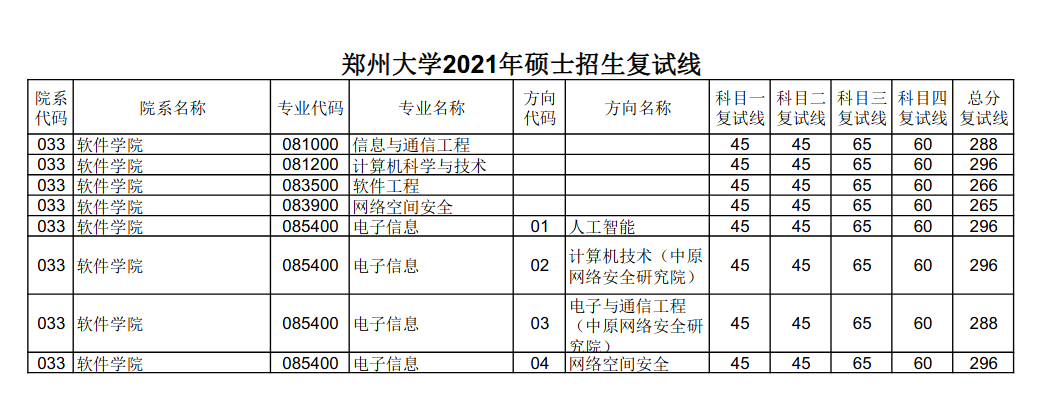 郑州大学2021年硕士招生复试线
院系 方向 科目一 科目二 科目三 科目四 总分
代码 院系名称 专业代码 专业名称 代码 方向名称 复试线 复试线 复试线 复试线 复试线
033 软件学院 081000 信息与通信工程 45 45 65 60 288
033 软件学院 081200 计算机科学与技术 45 45 65 60 296
033 软件学院 083500 软件工程 45 45 65 60 266
033 软件学院 083900 网络空间安全 45 45 65 60 265
033 软件学院 085400 电子信息 01 人工智能 45 45 65 60 296
033 软件学院 085400 电子信息 02 计算机技术（中原
网络安全研究院） 45 45 65 60 296
033 软件学院 085400 电子信息 03 电子与通信工程
（中原网络安全研
究院） 45 45 65 60 288
033 软件学院 085400 电子信息 04 网络空间安全 45 45 65 60 296